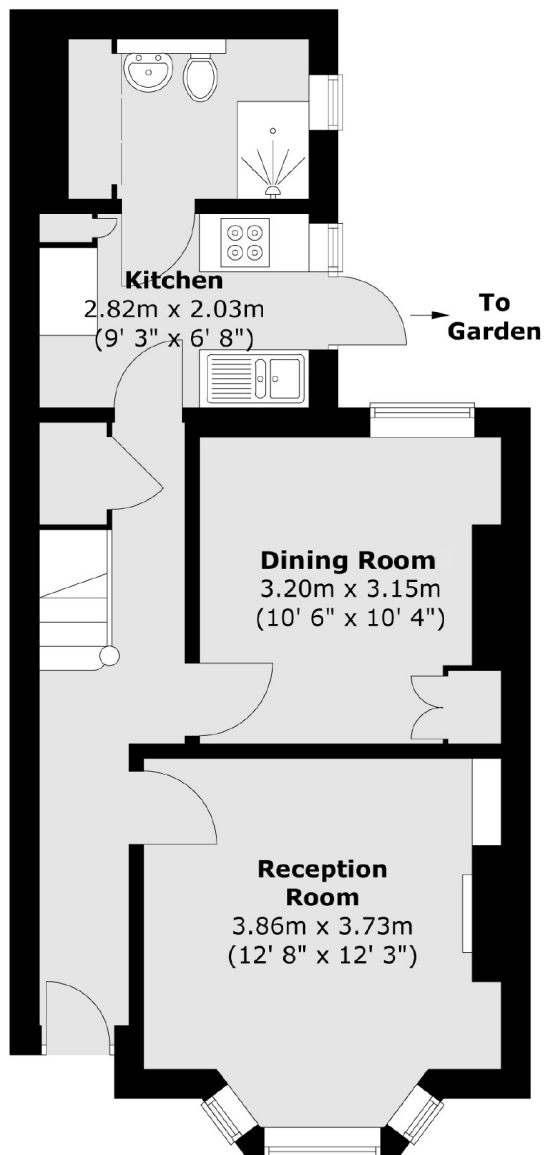 Kitchen
2.82m x 2.03m
(9' 3" x 6' 8")
To
Garden
Dining Room
3.20m x 3.15m
(10' 6" x 10' 4")
Reception
Room
3.86m x 3.73m
(12' 8" x 12' 3")